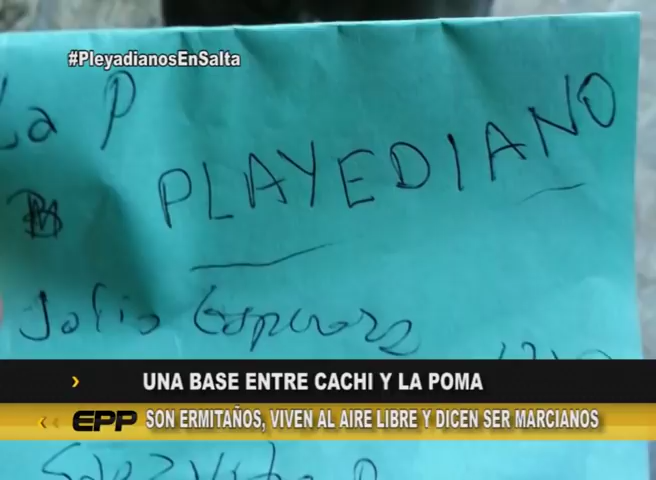 #PleyadianosEnSalta
La P
PLAYEDIANO
Julio
UNA BASE ENTRE CACHI Y LA POMA
EPP SON ERMITAÑOS, VIVEN AL AIRE LIBRE Y DICEN SER MARCIANOS